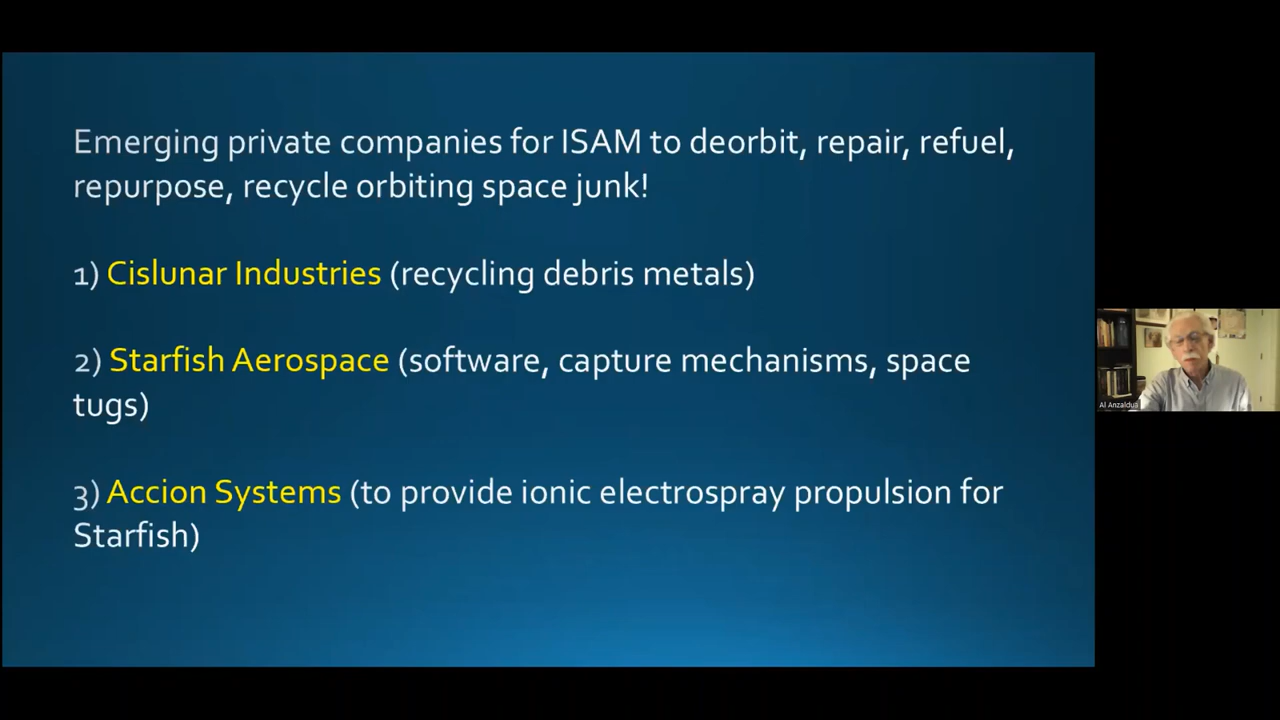 Emerging private companies for ISAM to deorbit, repair, refuel,
repurpose, recycle orbiting space junk!
1) Cislunar Industries (recycling debris metals)
2) Starfish Aerospace (software, capture mechanisms, space
tugs)
3) Accion Systems (to provide ionic electrospray propulsion for
Starfish)
Al Anzaldua